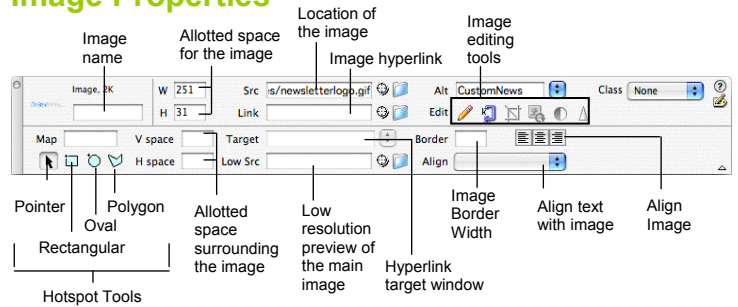 Image Properties
Image name
Allotted space for the image
Location of the image
Image hyperlink
Image editing tools
Image, 2K
W 251
Src s/newsletterlogo.gif
Alt CustomNews
Class None
H 31
Link
Edit
Map
V space
Target
Border
H space
Low Src
Align
Pointer
Oval
Polygon
Rectangular
Hotspot Tools
Allotted space surrounding the image
Low resolution preview of the main image
Hyperlink target window
Image Border Width
Align text with image
Align Image